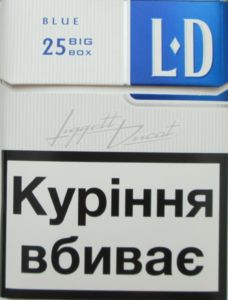 BLUE
25 BIG BOX
L·D
Liggett Ducat
Куріння
вбиває